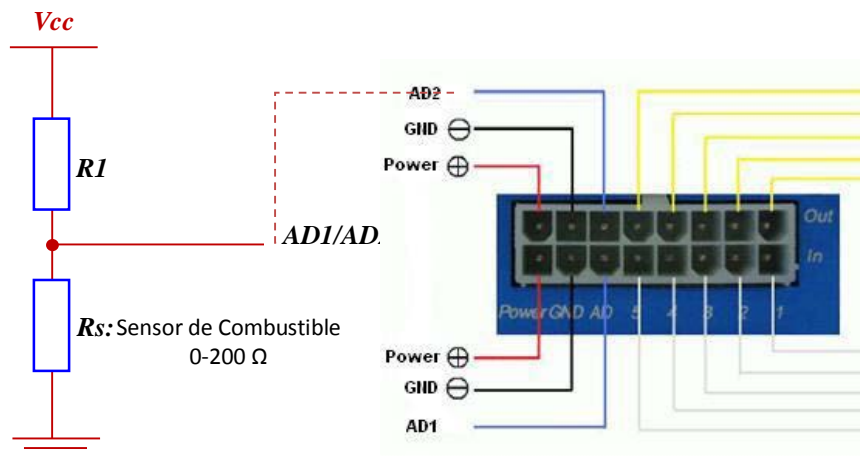 Vcc
R1
AD1/AD
Rs: Sensor de Combustible
0-200 Ω
AD2
GND
Power
Out
In
Power GND AD 5 4 3 2 1
Power
GND
AD1